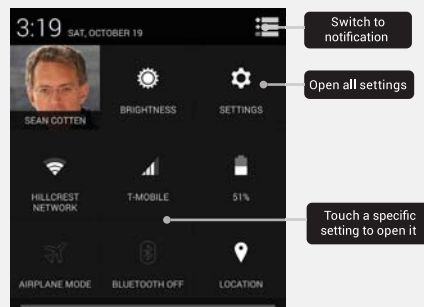 3:19 SAT, OCTOBER 19
Switch to
notification
SEAN COTTEN
BRIGHTNESS
SETTINGS
Open all settings
HILLCREST
NETWORK
T-MOBILE
51%
Touch a specific
setting to open it
AIRPLANE MODE
BLUETOOTH OFF
LOCATION